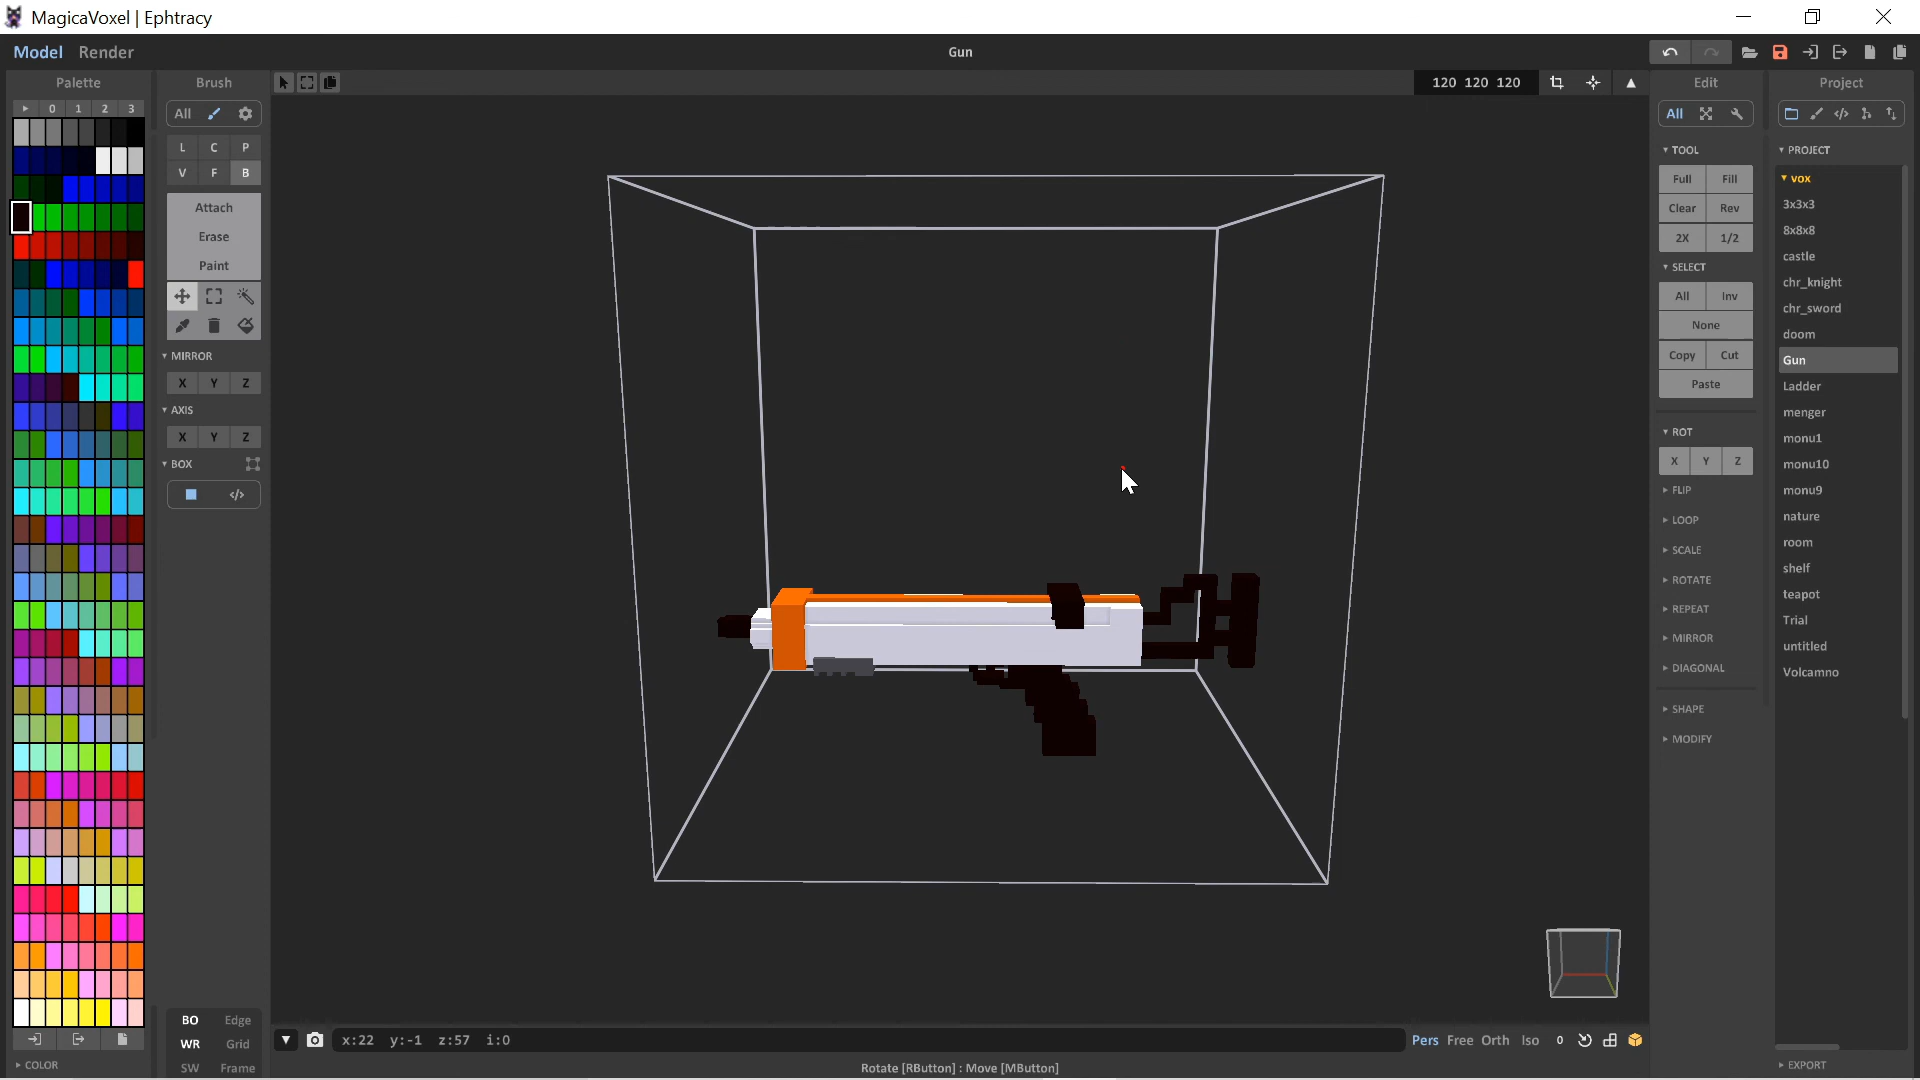 MagicaVoxel | Ephtracy
Model Render
Gun
Palette
0 1 2 3
Brush
All
L C P
V F B
Attach
Erase
Paint
MIRROR
X Y Z
AXIS
X Y Z
BOX
120 120 120
Edit
All
TOOL
Full Fill
Clear Rev
2X 1/2
SELECT
All Inv
None
Copy Cut
Paste
ROT
X Y Z
FLIP
LOOP
SCALE
ROTATE
REPEAT
MIRROR
DIAGONAL
SHAPE
MODIFY
Project
PROJECT
vox
3x3x3
8x8x8
castle
chr_knight
chr_sword
doom
Gun
Ladder
menger
monu1
monu10
monu9
nature
room
shelf
teapot
Trial
untitled
Volcamno
EXPORT
COLOR
BO Edge
WR Grid
SW Frame
x:22 y:-1 z:57 i:0
Pers Free Orth Iso 0
Rotate [RButton] : Move [MButton]